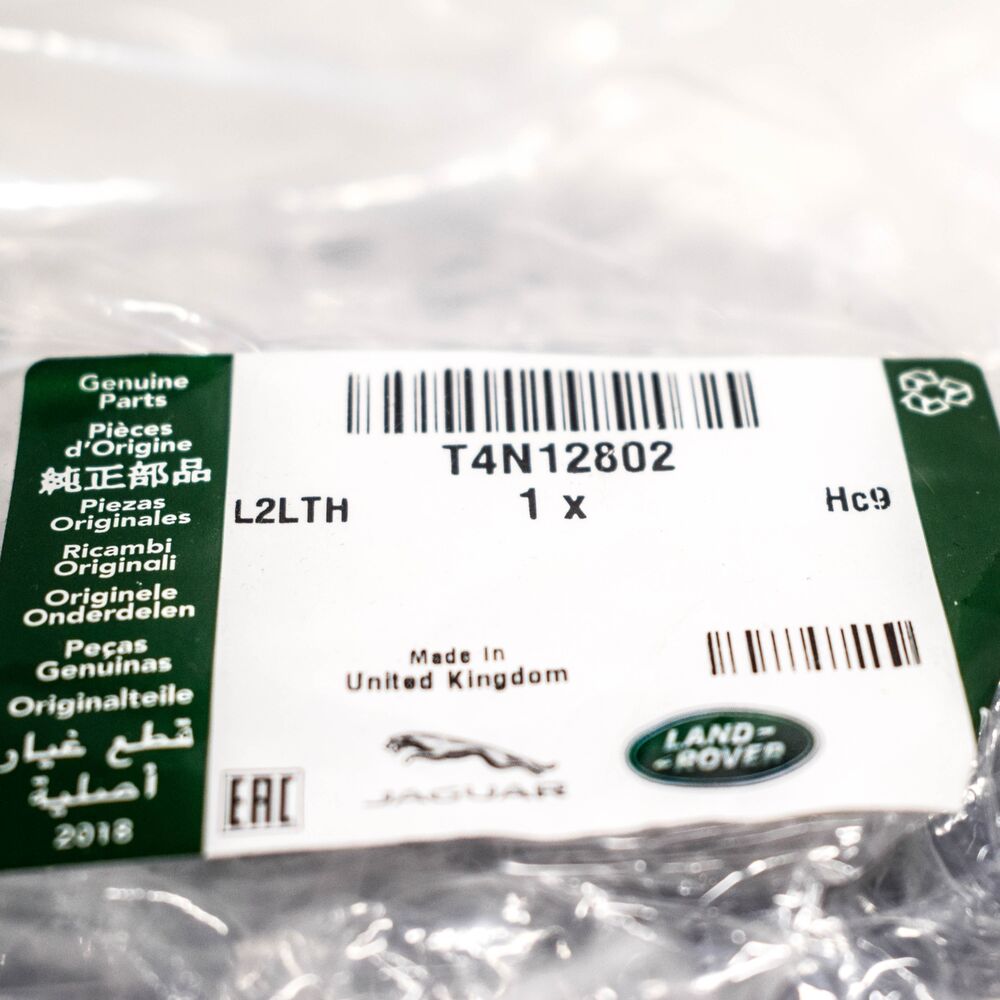 Genuine
Parts
Pièces
d'Origine
純正部品
Piezas
Originales
Ricambi
Originali
Originele
Onderdelen
Peças
Genuinas
Originalteile
قطع غيار
أصلية
2018
T4N12802
L2LTH
1 x
Hc9
Made In
United Kingdom
EAC
JAGUAR
LAND-
-ROVER